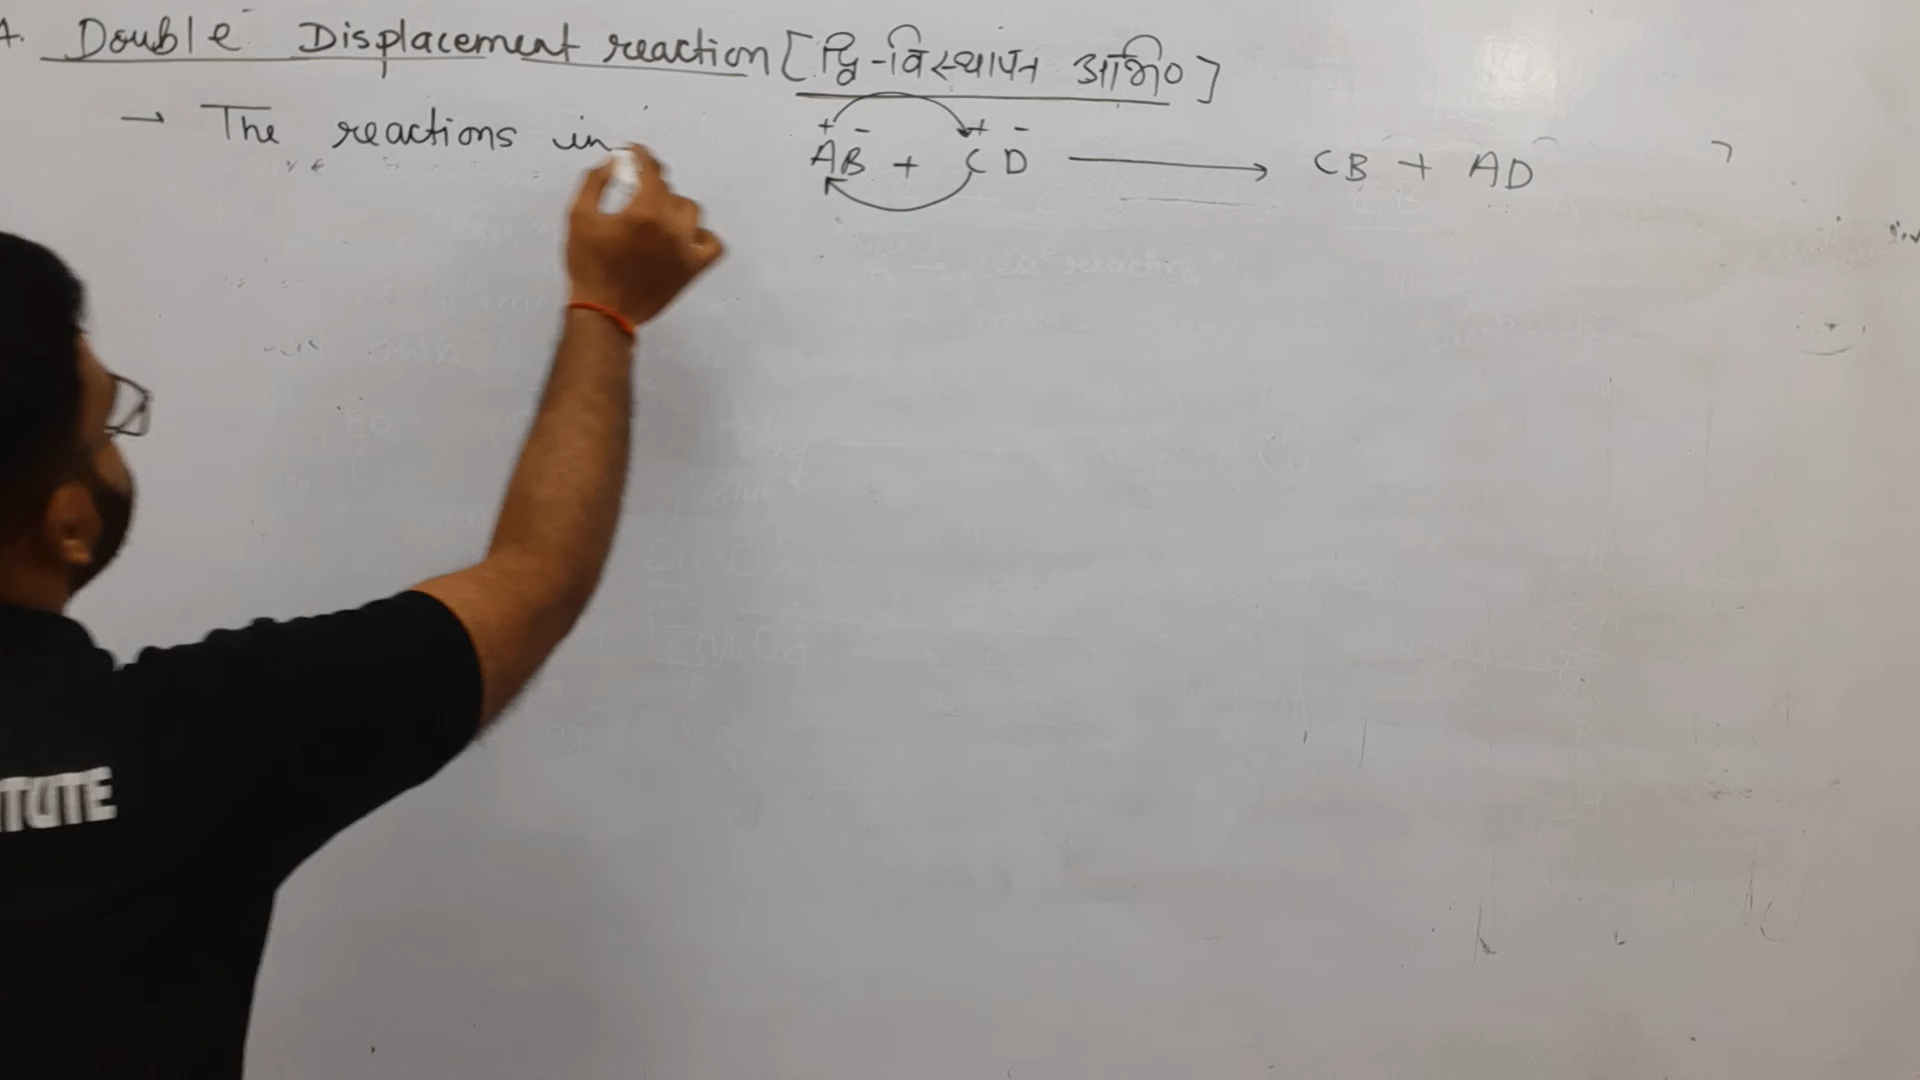 4. Double Displacement reaction [द्वि-विस्थापन अभि०]
→ The reactions in
+ - + -
AB + CD ⟶ CB + AD
TUTE